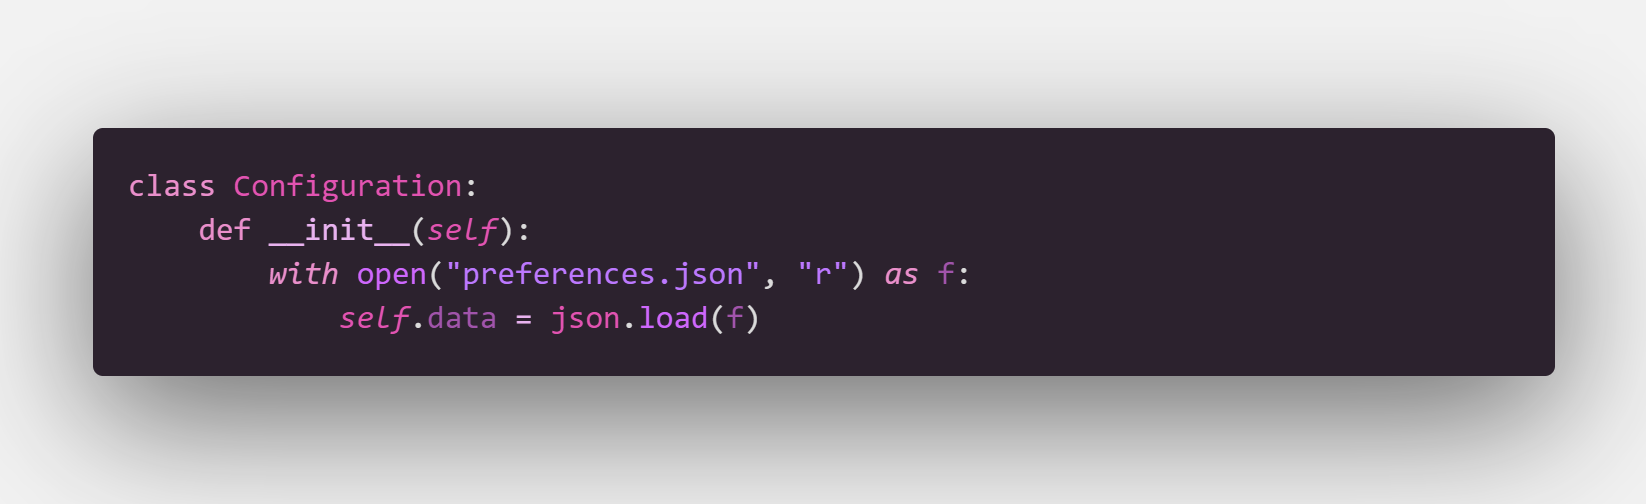 class Configuration:
    def __init__(self):
        with open("preferences.json", "r") as f:
            self.data = json.load(f)